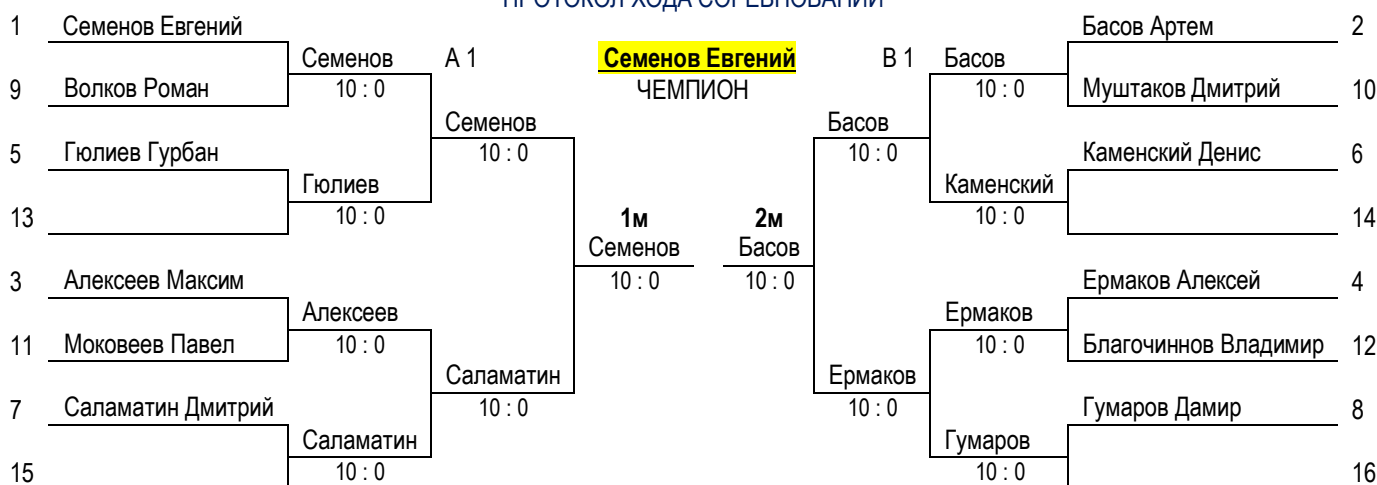 ПРОТОКОЛ ХОДА СОРЕВНОВАНИЙ
1 Семенов Евгений Басов Артем 2
Семенов А 1 Семенов Евгений В 1 Басов
9 Волков Роман 10 : 0 ЧЕМПИОН 10 : 0 Муштаков Дмитрий 10
Семенов Басов
5 Гюлиев Гурбан 10 : 0 10 : 0 Каменский Денис 6
Гюлиев Каменский
13 10 : 0 1м 2м 10 : 0 14
Семенов Басов
3 Алексеев Максим 10 : 0 10 : 0 Ермаков Алексей 4
Алексеев Ермаков
11 Моковеев Павел 10 : 0 10 : 0 Благочиннов Владимир 12
Саламатин Ермаков
7 Саламатин Дмитрий 10 : 0 10 : 0 Гумаров Дамир 8
Саламатин Гумаров
15 10 : 0 10 : 0 16